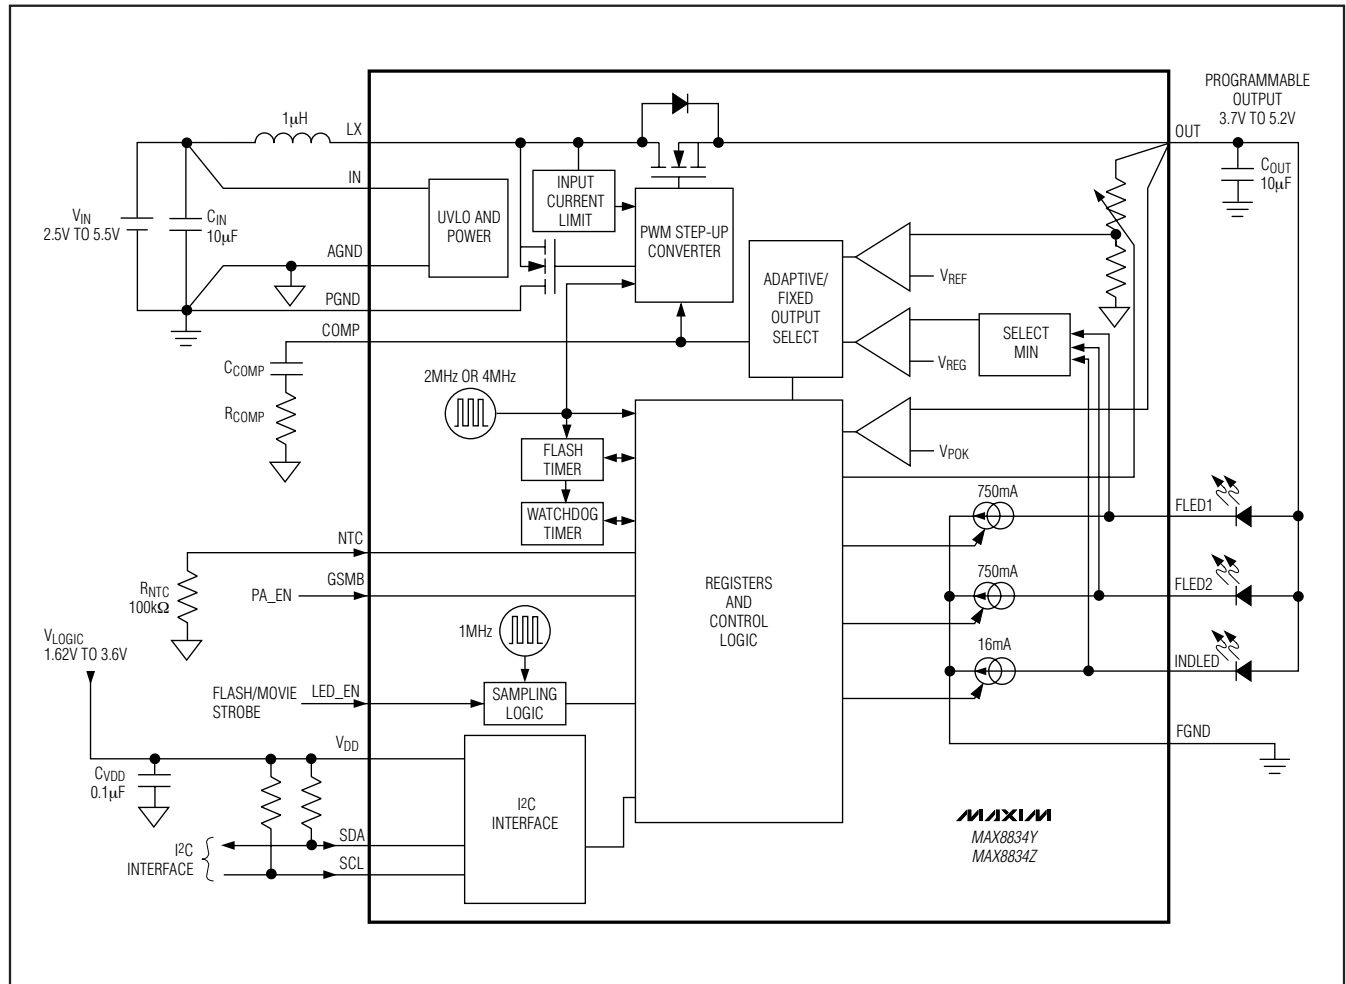 PROGRAMMABLE
OUTPUT
3.7V TO 5.2V
1µH
LX
OUT
IN
INPUT
CURRENT
LIMIT
COUT
10µF
VIN
2.5V TO 5.5V
CIN
10µF
UVLO AND
POWER
PWM STEP-UP
CONVERTER
AGND
ADAPTIVE/
FIXED
OUTPUT
SELECT
VREF
PGND
COMP
SELECT
MIN
VREG
CCOMP
2MHz OR 4MHz
RCOMP
FLASH
TIMER
VPOK
WATCHDOG
TIMER
750mA
FLED1
NTC
GSMB
RNTC
100kΩ
PA_EN
REGISTERS
AND
CONTROL
LOGIC
750mA
FLED2
VLOGIC
1.62V TO 3.6V
1MHz
16mA
INDLED
FLASH/MOVIE
STROBE
LED_EN
SAMPLING
LOGIC
VDD
FGND
CVDD
0.1µF
I2C
INTERFACE
SDA
SCL
I2C
INTERFACE
MAXIM
MAX8834Y
MAX8834Z